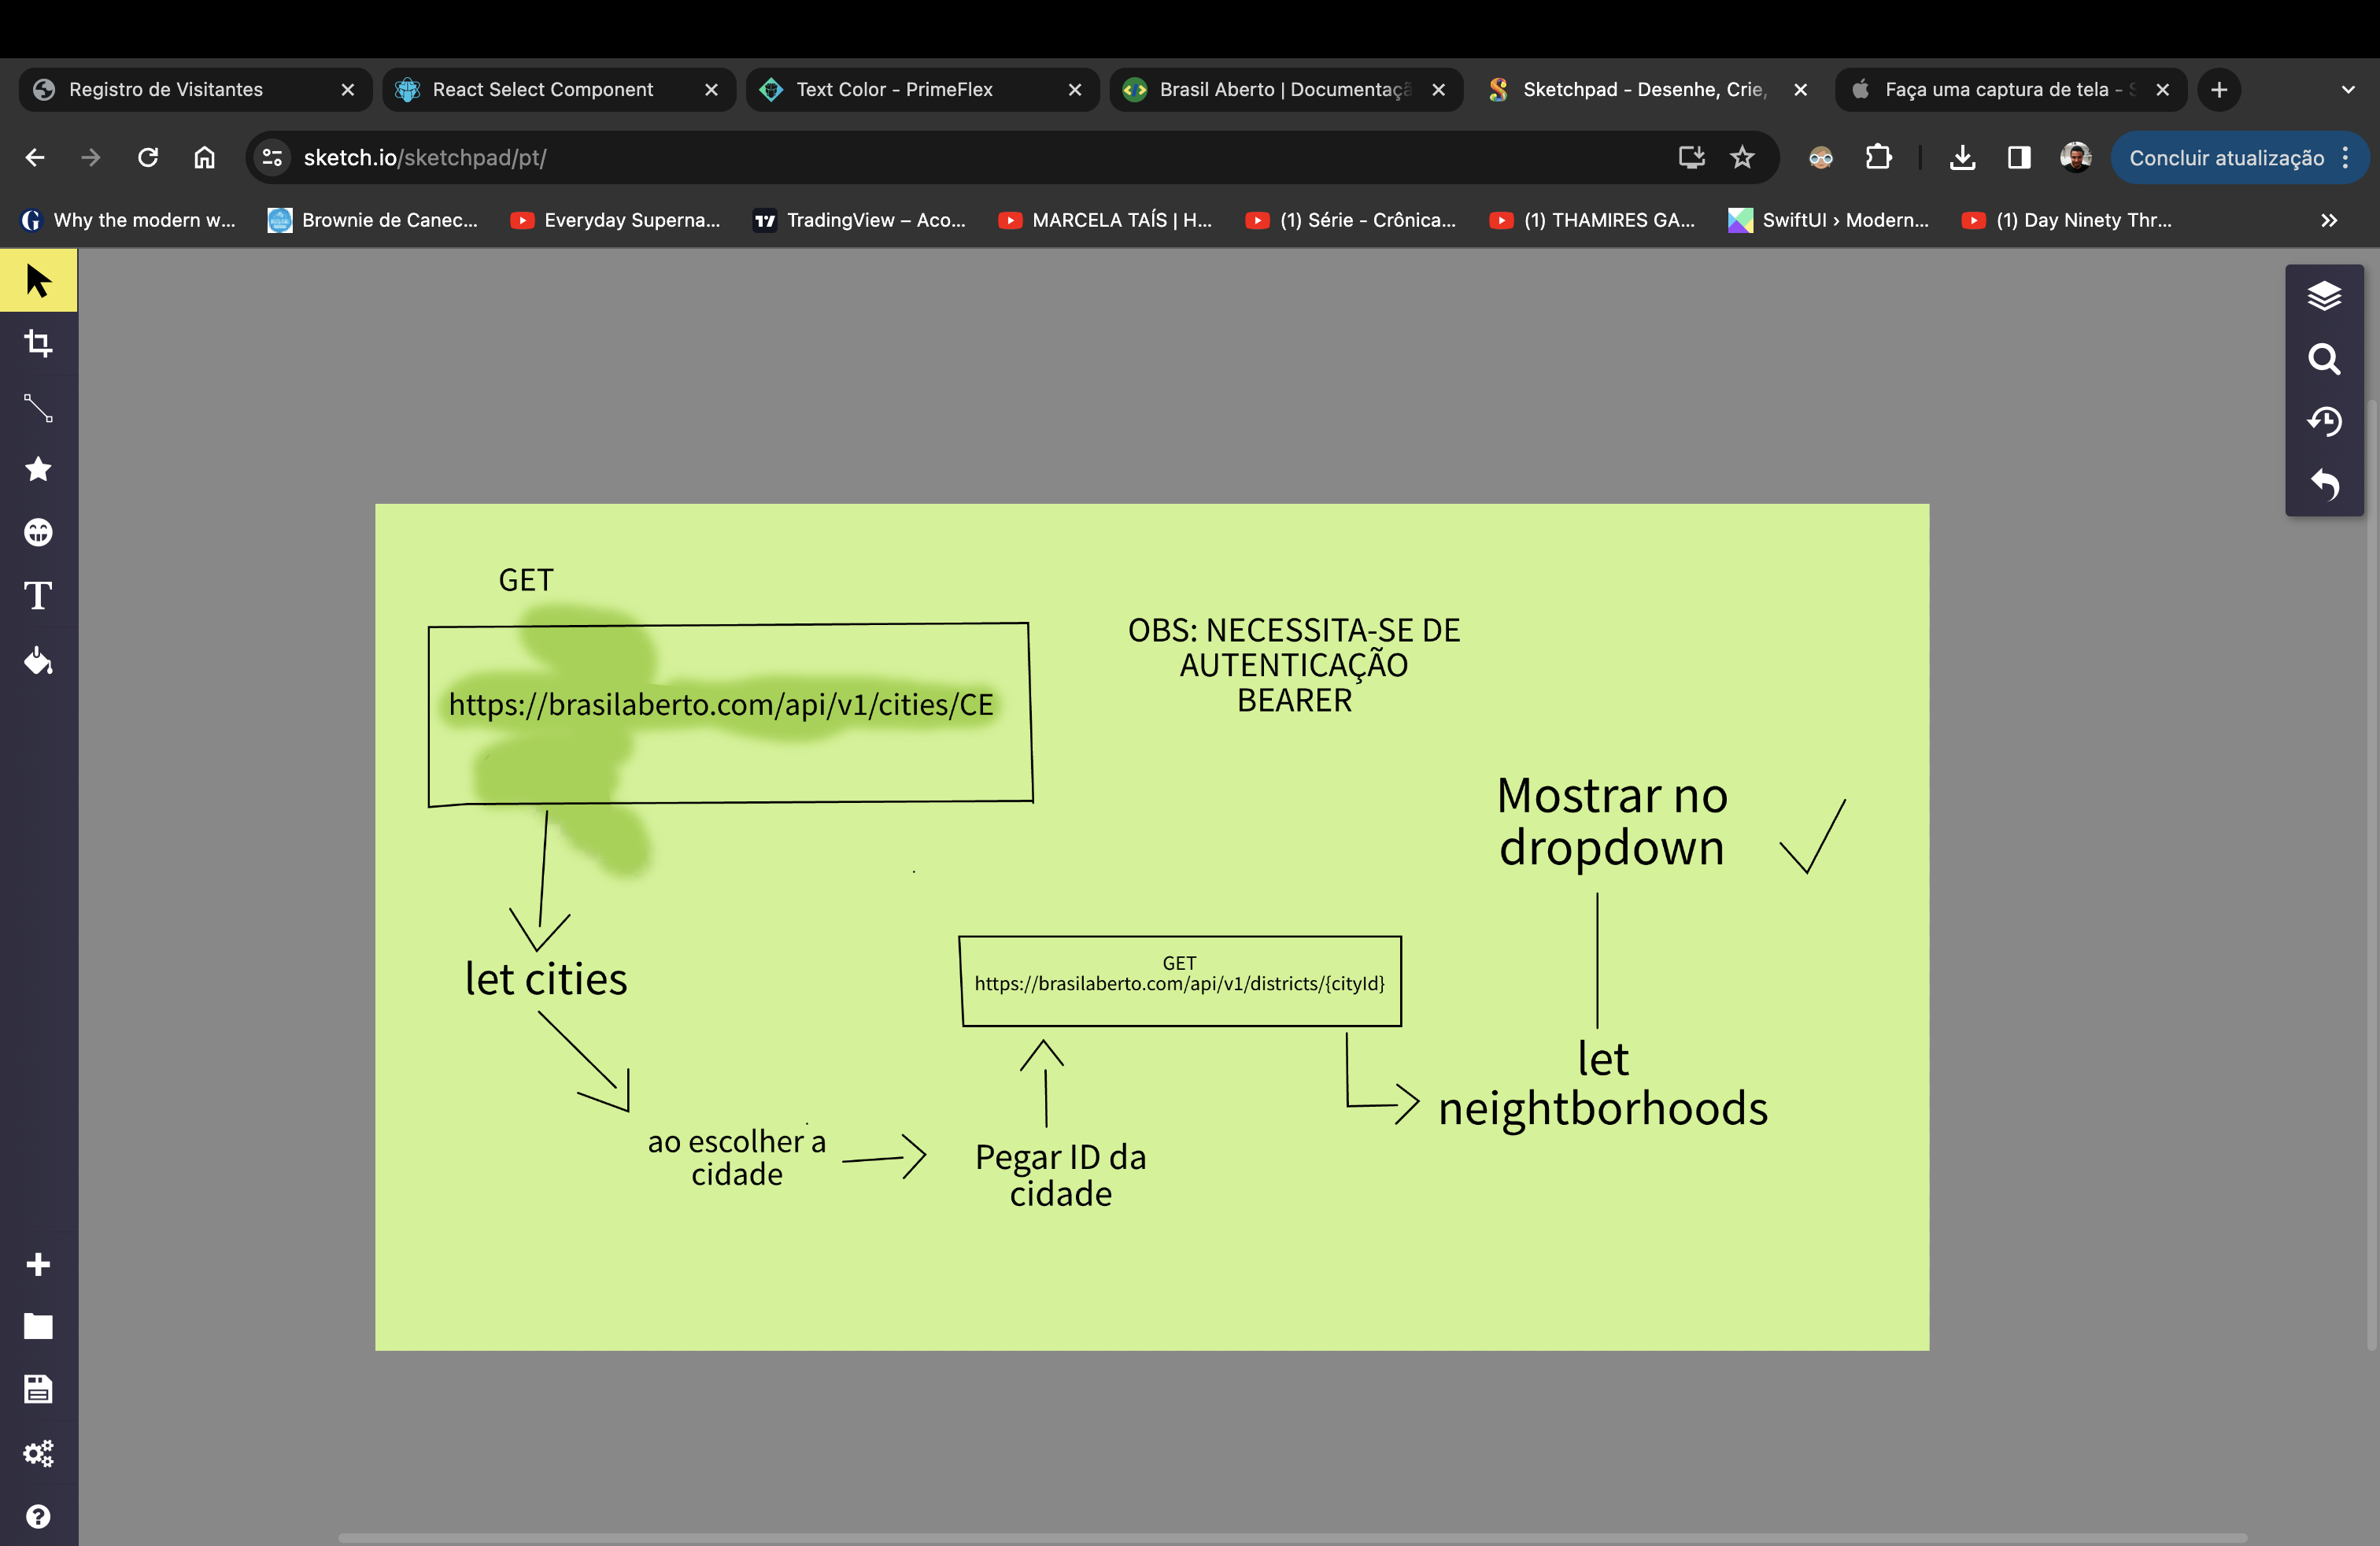 Registro de Visitantes
React Select Component
Text Color - PrimeFlex
Brasil Aberto | Documentaçã
Sketchpad - Desenhe, Crie,
Faça uma captura de tela - S
sketch.io/sketchpad/pt/
Concluir atualização
Why the modern w...
Brownie de Canec...
Everyday Superna...
TradingView – Aco...
MARCELA TAÍS | H...
(1) Série - Crônica...
(1) THAMIRES GA...
SwiftUI › Modern...
(1) Day Ninety Thr...
GET
https://brasilaberto.com/api/v1/cities/CE
OBS: NECESSITA-SE DE
AUTENTICAÇÃO
BEARER
Mostrar no
dropdown
let cities
GET
https://brasilaberto.com/api/v1/districts/{cityId}
let
neightborhoods
ao escolher a
cidade
Pegar ID da
cidade